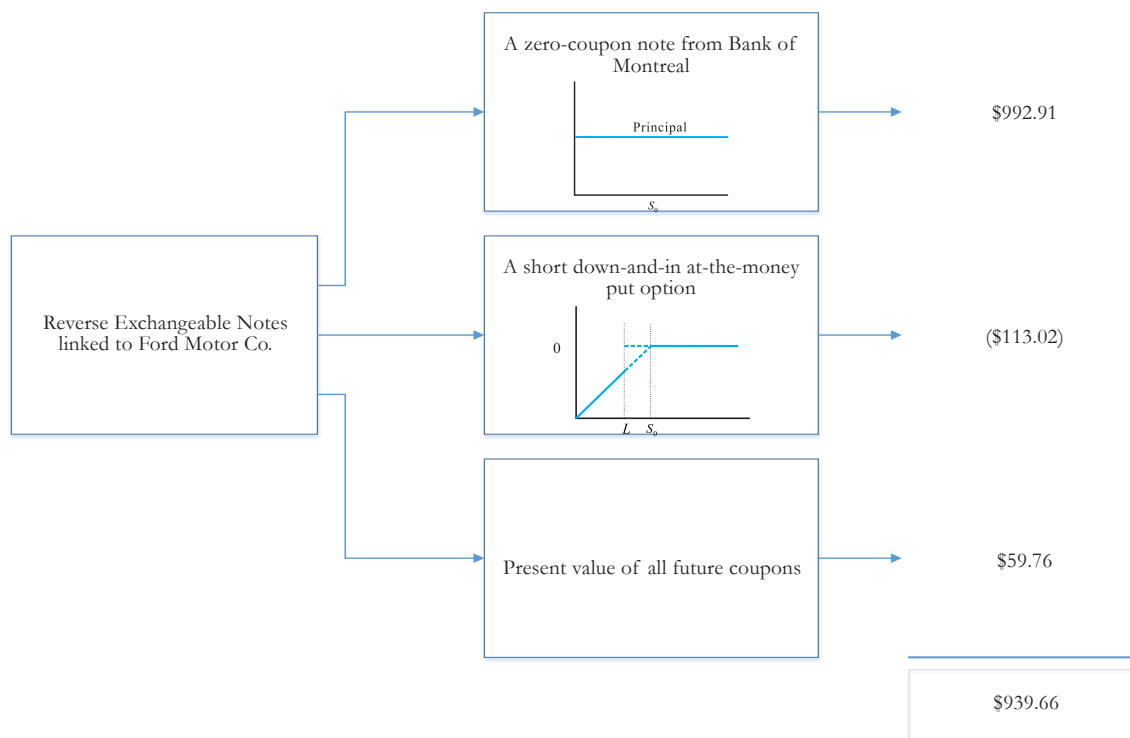 A zero-coupon note from Bank of
Montreal
Principal
S₀
$992.91
Reverse Exchangeable Notes
linked to Ford Motor Co.
A short down-and-in at-the-money
put option
0
L S₀
($113.02)
Present value of all future coupons
$59.76
$939.66